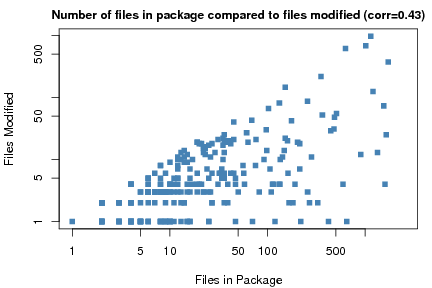 Number of files in package compared to files modified (corr=0.43)
Files Modified
500
50
5
1
1 5 10 50 100 500
Files in Package